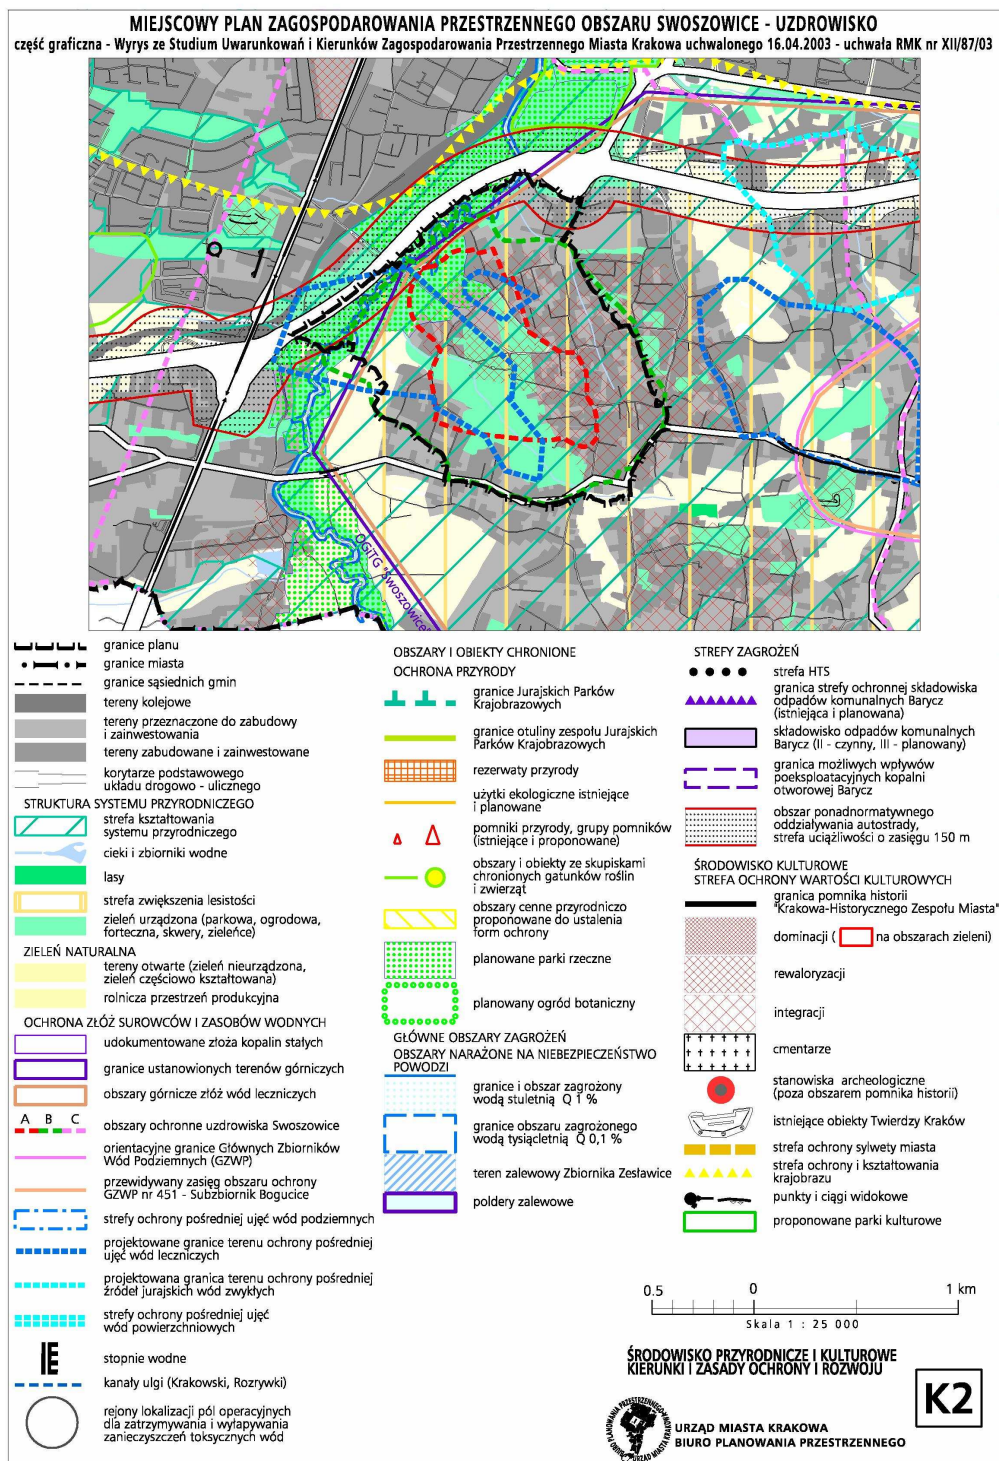 MIEJSCOWY PLAN ZAGOSPODAROWANIA PRZESTRZENNEGO OBSZARU SWOSZOWICE - UZDROWISKO
część graficzna - Wyrys ze Studium Uwarunkowań i Kierunków Zagospodarowania Przestrzennego Miasta Krakowa uchwalonego 16.04.2003 - uchwała RMK nr XII/87/03
OGiTG "Swoszowice"
granice planu
granice miasta
granice sąsiednich gmin
tereny kolejowe
tereny przeznaczone do zabudowy
i zainwestowania
tereny zabudowane i zainwestowane
korytarze podstawowego
układu drogowo - ulicznego
STRUKTURA SYSTEMU PRZYRODNICZEGO
strefa kształtowania
systemu przyrodniczego
cieki i zbiorniki wodne
lasy
strefa zwiększenia lesistości
zieleń urządzona (parkowa, ogrodowa,
forteczna, skwery, zieleńce)
ZIELEŃ NATURALNA
tereny otwarte (zieleń nieurządzona,
zieleń częściowo kształtowana)
rolnicza przestrzeń produkcyjna
OCHRONA ZŁÓŻ SUROWCÓW I ZASOBÓW WODNYCH
udokumentowane złoża kopalin stałych
granice ustanowionych terenów górniczych
obszary górnicze złóż wód leczniczych
A B C
obszary ochronne uzdrowiska Swoszowice
orientacyjne granice Głównych Zbiorników
Wód Podziemnych (GZWP)
przewidywany zasięg obszaru ochrony
GZWP nr 451 - Subzbiornik Bogucice
strefy ochrony pośredniej ujęć wód podziemnych
projektowane granice terenu ochrony pośredniej
ujęć wód leczniczych
projektowana granica terenu ochrony pośredniej
źródeł jurajskich wód zwykłych
strefy ochrony pośredniej ujęć
wód powierzchniowych
stopnie wodne
kanały ulgi (Krakowski, Rozrywki)
rejony lokalizacji pól operacyjnych
dla zatrzymywania i wyłapywania
zanieczyszczeń toksycznych wód
OBSZARY I OBIEKTY CHRONIONE
OCHRONA PRZYRODY
granice Jurajskich Parków
Krajobrazowych
granice otuliny zespołu Jurajskich
Parków Krajobrazowych
rezerwaty przyrody
użytki ekologiczne istniejące
i planowane
pomniki przyrody, grupy pomników
(istniejące i proponowane)
obszary i obiekty ze skupiskami
chronionych gatunków roślin
i zwierząt
obszary cenne przyrodniczo
proponowane do ustalenia
form ochrony
planowane parki rzeczne
planowany ogród botaniczny
GŁÓWNE OBSZARY ZAGROŻEŃ
OBSZARY NARAŻONE NA NIEBEZPIECZEŃSTWO
POWODZI
granice i obszar zagrożony
wodą stuletnią Q 1 %
granice obszaru zagrożonego
wodą tysiącletnią Q 0,1 %
teren zalewowy Zbiornika Zesławice
poldery zalewowe
STREFY ZAGROŻEŃ
strefa HTS
granica strefy ochronnej składowiska
odpadów komunalnych Barycz
(istniejąca i planowana)
składowisko odpadów komunalnych
Barycz (II - czynny, III - planowany)
granica możliwych wpływów
poeksploatacyjnych kopalni
otworowej Barycz
obszar ponadnormatywnego
oddziaływania autostrady,
strefa uciążliwości o zasięgu 150 m
ŚRODOWISKO KULTUROWE
STREFA OCHRONY WARTOŚCI KULTUROWYCH
granica pomnika historii
"Krakowa-Historycznego Zespołu Miasta"
dominacji ( na obszarach zieleni)
rewaloryzacji
integracji
cmentarze
stanowiska archeologiczne
(poza obszarem pomnika historii)
istniejące obiekty Twierdzy Kraków
strefa ochrony sylwety miasta
strefa ochrony i kształtowania
krajobrazu
punkty i ciągi widokowe
proponowane parki kulturowe
0.5 0 1 km
Skala 1 : 25 000
ŚRODOWISKO PRZYRODNICZE I KULTUROWE
KIERUNKI I ZASADY OCHRONY I ROZWOJU
K2
URZĄD MIASTA KRAKOWA
BIURO PLANOWANIA PRZESTRZENNEGO